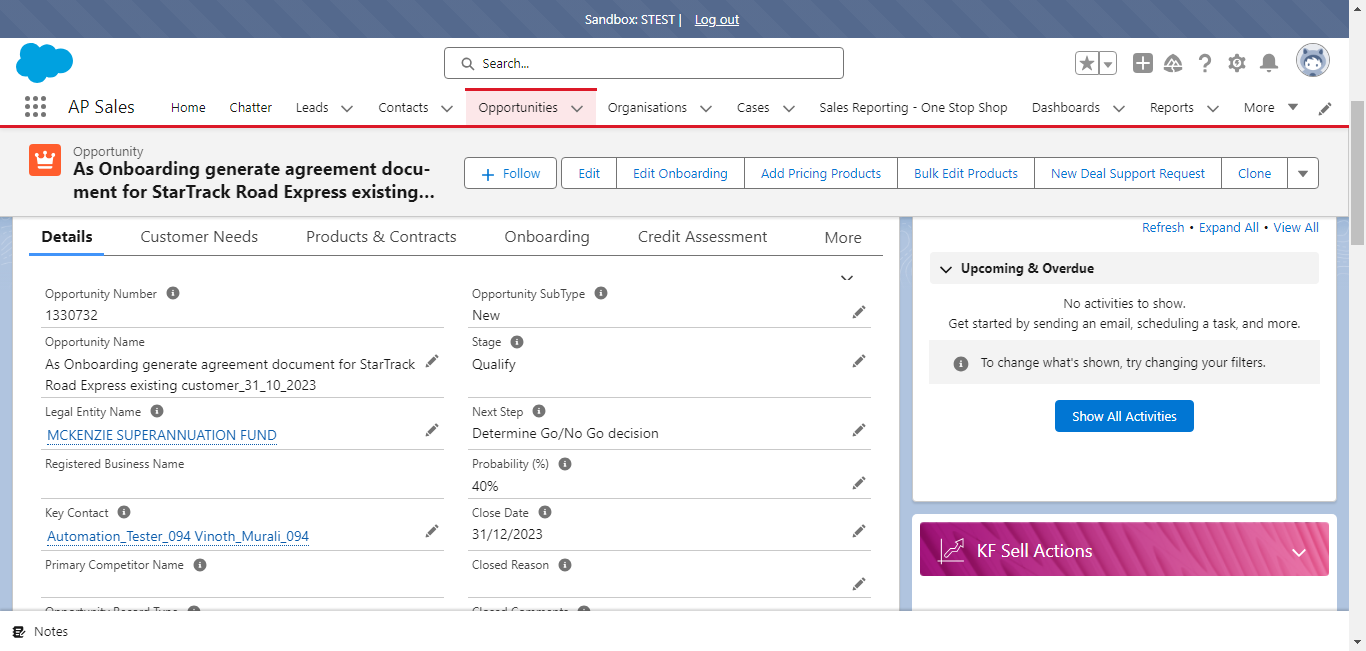 Sandbox: STEST | Log out
Search...
AP Sales Home Chatter Leads Contacts Opportunities Organisations Cases Sales Reporting - One Stop Shop Dashboards Reports More
Opportunity
As Onboarding generate agreement docu-
ment for StarTrack Road Express existing...
Follow Edit Edit Onboarding Add Pricing Products Bulk Edit Products New Deal Support Request Clone
Details Customer Needs Products & Contracts Onboarding Credit Assessment More
Opportunity Number
1330732
Opportunity Name
As Onboarding generate agreement document for StarTrack
Road Express existing customer_31_10_2023
Legal Entity Name
MCKENZIE SUPERANNUATION FUND
Registered Business Name
Key Contact
Automation_Tester_094 Vinoth_Murali_094
Primary Competitor Name
Opportunity Record Type
Opportunity SubType
New
Stage
Qualify
Next Step
Determine Go/No Go decision
Probability (%)
40%
Close Date
31/12/2023
Closed Reason
Closed Comments
Refresh • Expand All • View All
Upcoming & Overdue
No activities to show.
Get started by sending an email, scheduling a task, and more.
To change what's shown, try changing your filters.
Show All Activities
KF Sell Actions
Notes